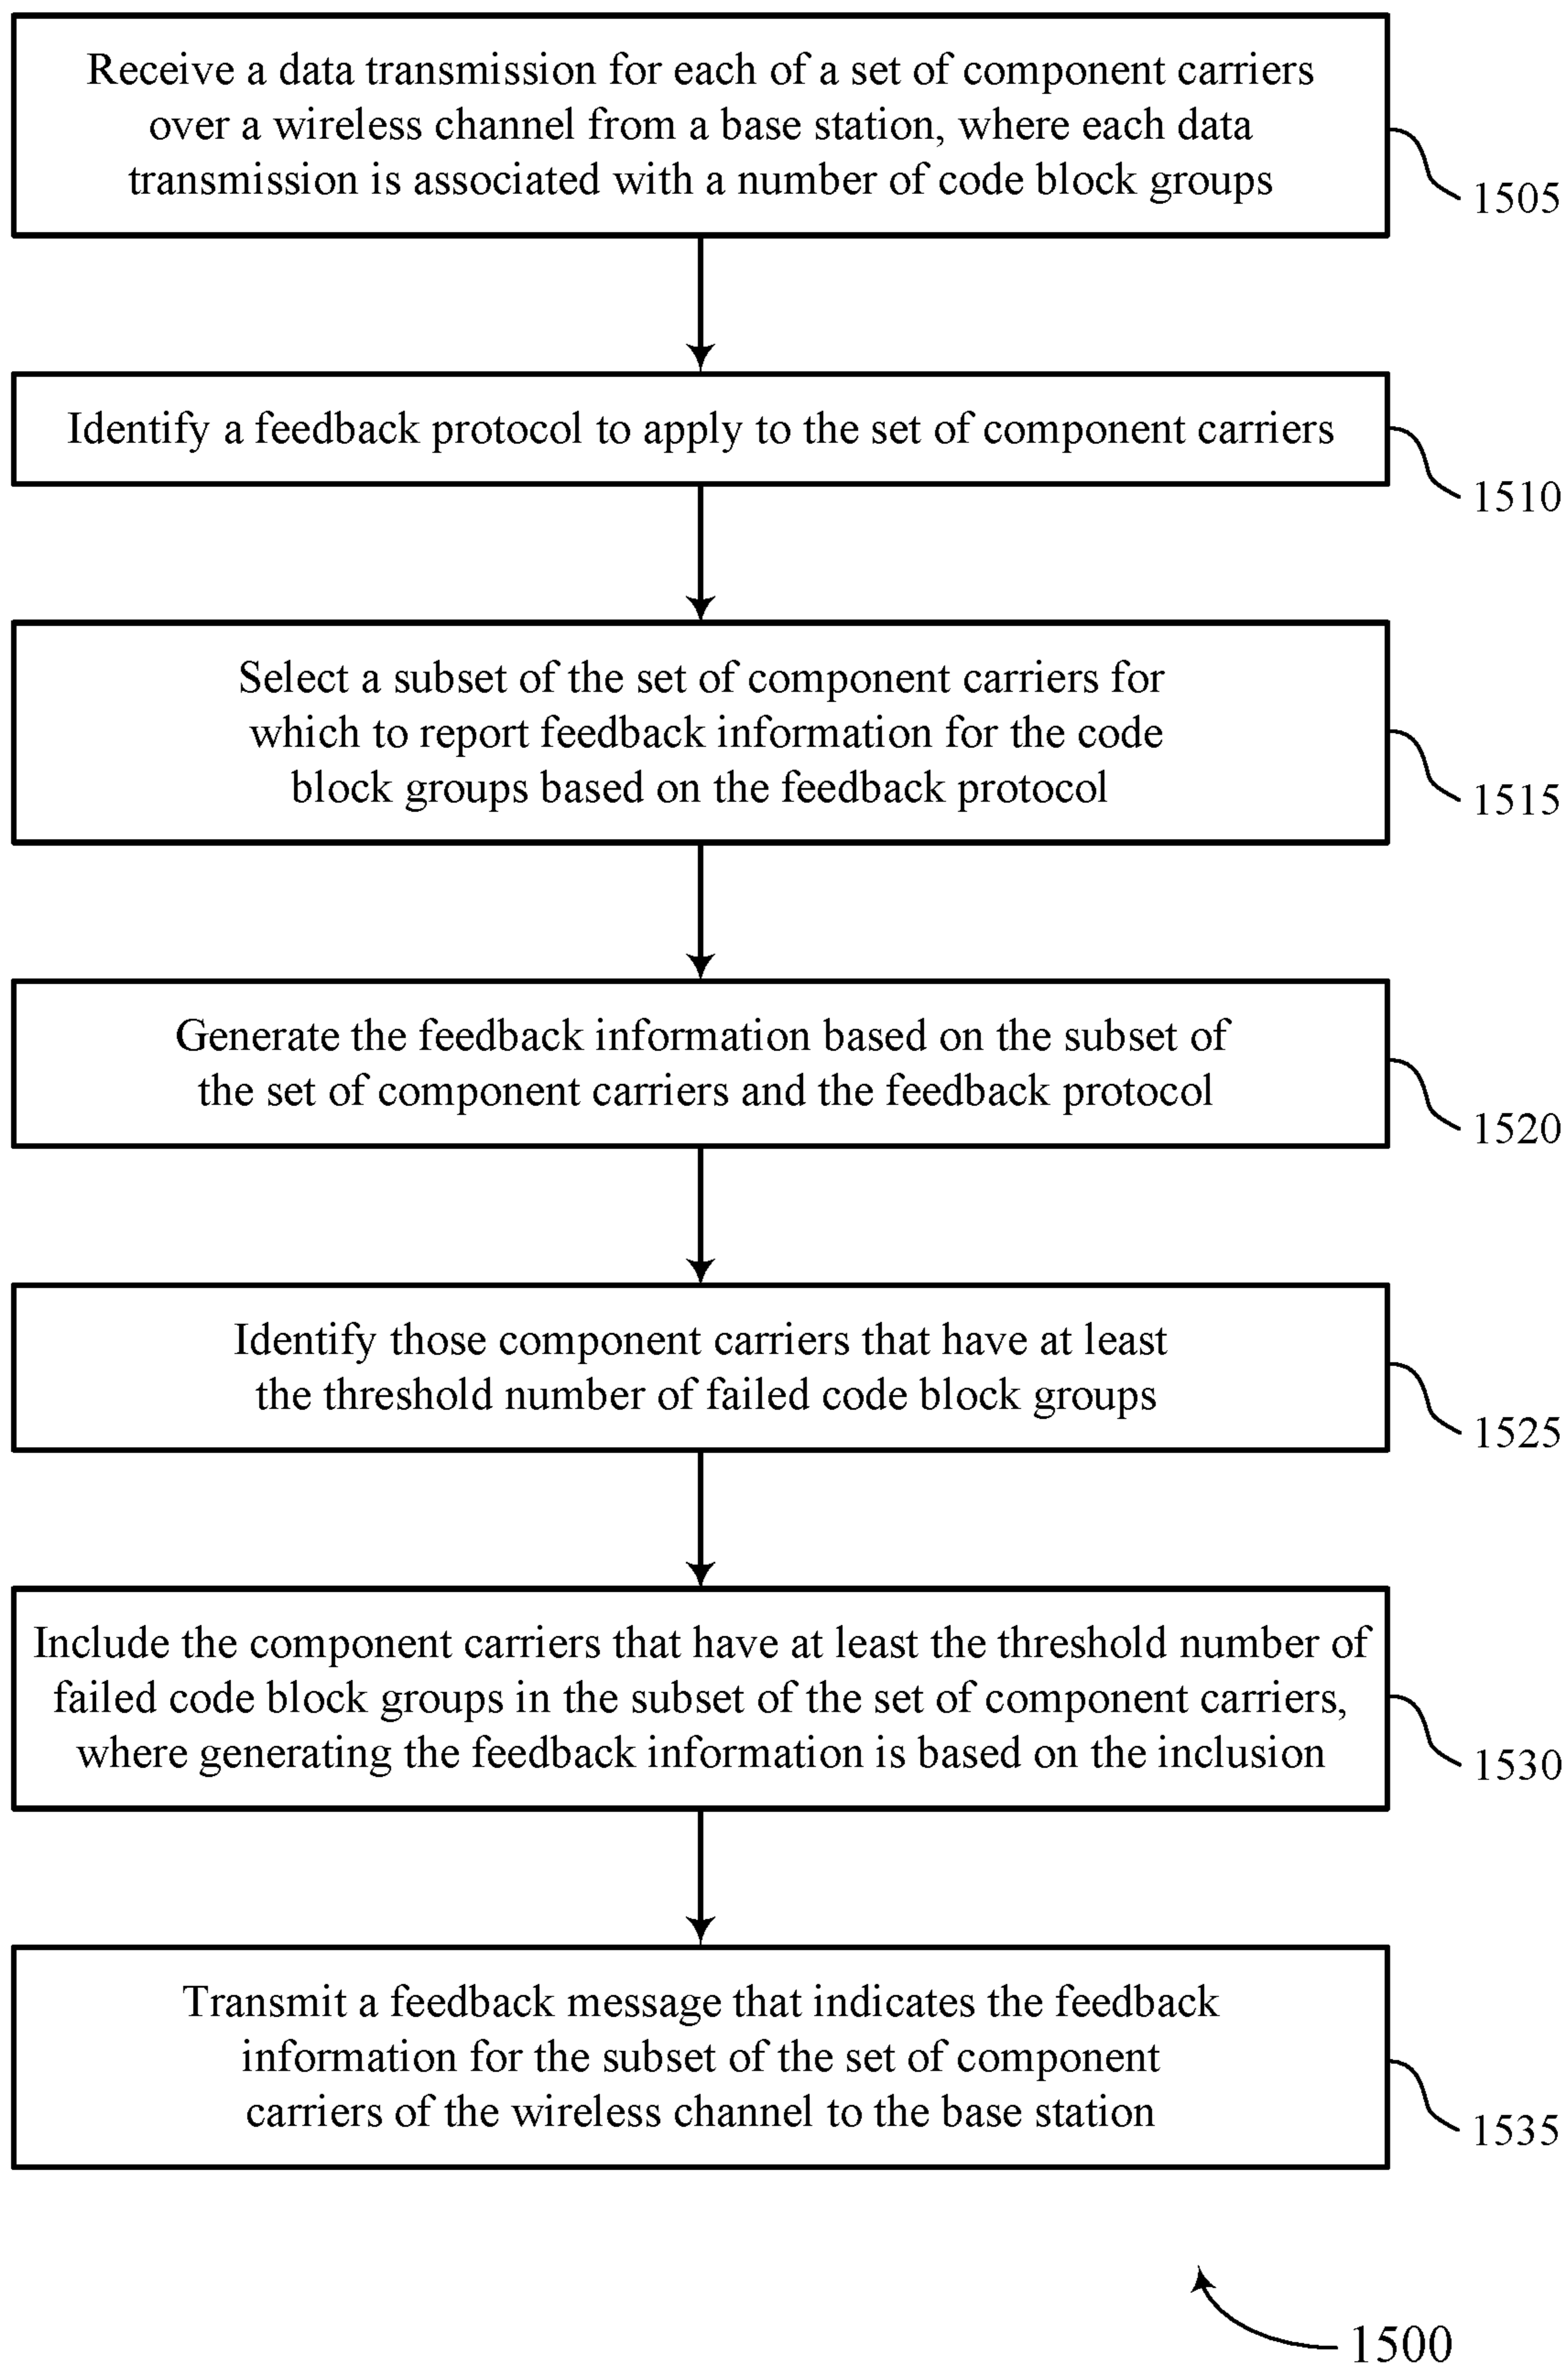 Receive a data transmission for each of a set of component carriers
over a wireless channel from a base station, where each data
transmission is associated with a number of code block groups
1505
Identify a feedback protocol to apply to the set of component carriers
1510
Select a subset of the set of component carriers for
which to report feedback information for the code
block groups based on the feedback protocol
1515
Generate the feedback information based on the subset of
the set of component carriers and the feedback protocol
1520
Identify those component carriers that have at least
the threshold number of failed code block groups
1525
Include the component carriers that have at least the threshold number of
failed code block groups in the subset of the set of component carriers,
where generating the feedback information is based on the inclusion
1530
Transmit a feedback message that indicates the feedback
information for the subset of the set of component
carriers of the wireless channel to the base station
1535
1500